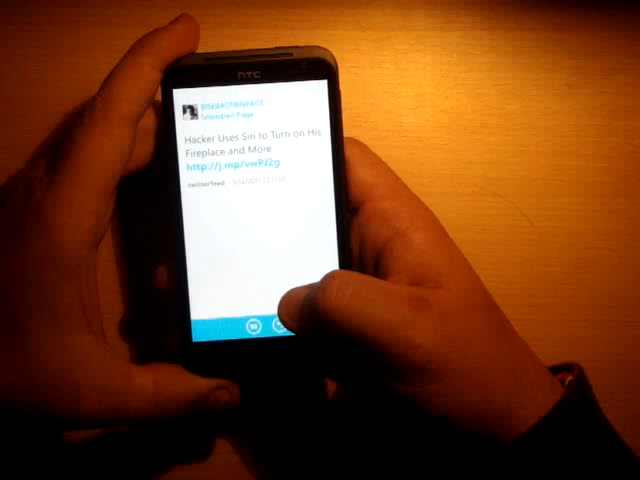 hTC
@SEBASTIENPAGE
Sebastien Page
Hacker Uses Siri to Turn on His
Fireplace and More
http://j.mp/vwPJ2g
twitterfeed